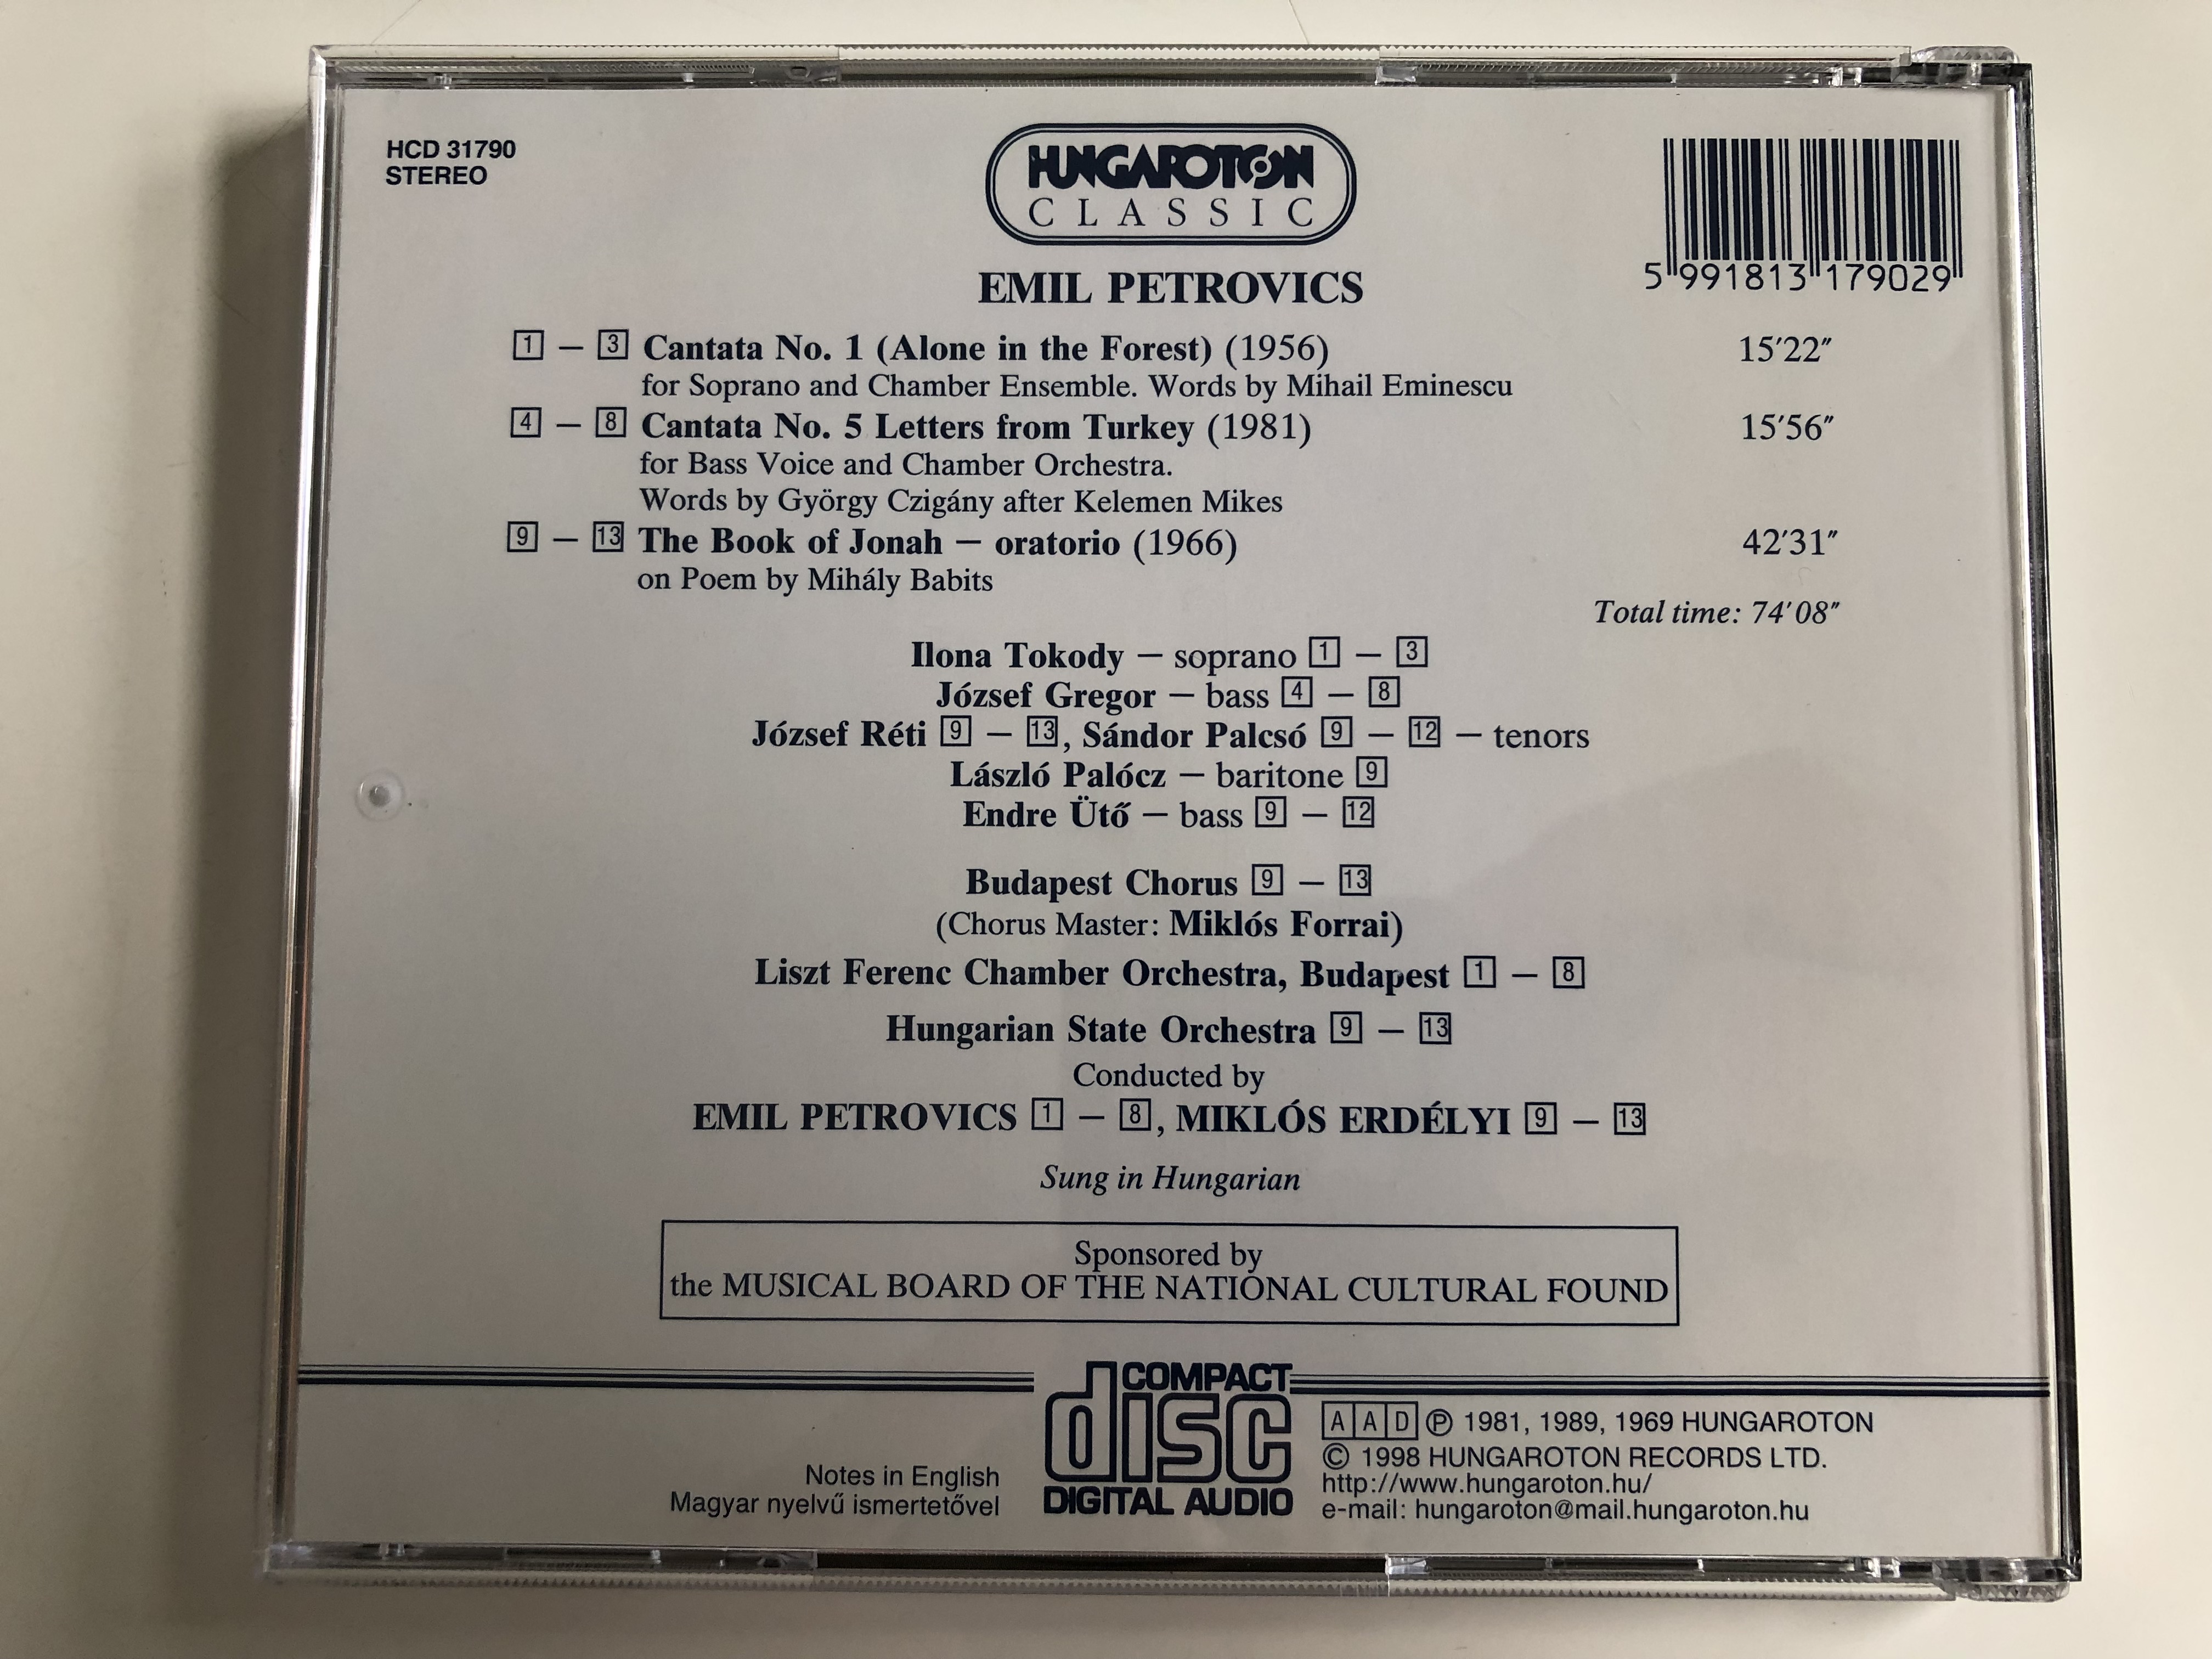 HCD 31790
STEREO
HUNGAROTON
CLASSIC
5 991813 179029
EMIL PETROVICS
1 – 3 Cantata No. 1 (Alone in the Forest) (1956) 15'22"
for Soprano and Chamber Ensemble. Words by Mihail Eminescu
4 – 8 Cantata No. 5 Letters from Turkey (1981) 15'56"
for Bass Voice and Chamber Orchestra.
Words by György Czigány after Kelemen Mikes
9 – 13 The Book of Jonah – oratorio (1966) 42'31"
on Poem by Mihály Babits
Total time: 74'08"
Ilona Tokody – soprano 1 – 3
József Gregor – bass 4 – 8
József Réti 9 – 13, Sándor Palcsó 9 – 12 – tenors
László Palócz – baritone 9
Endre Ütő – bass 9 – 12
Budapest Chorus 9 – 13
(Chorus Master: Miklós Forrai)
Liszt Ferenc Chamber Orchestra, Budapest 1 – 8
Hungarian State Orchestra 9 – 13
Conducted by
EMIL PETROVICS 1 – 8, MIKLÓS ERDÉLYI 9 – 13
Sung in Hungarian
Sponsored by
the MUSICAL BOARD OF THE NATIONAL CULTURAL FOUND
Notes in English
Magyar nyelvű ismertetővel
COMPACT
disc
DIGITAL AUDIO
AAD ℗ 1981, 1989, 1969 HUNGAROTON
© 1998 HUNGAROTON RECORDS LTD.
http://www.hungaroton.hu/
e-mail: hungaroton@mail.hungaroton.hu